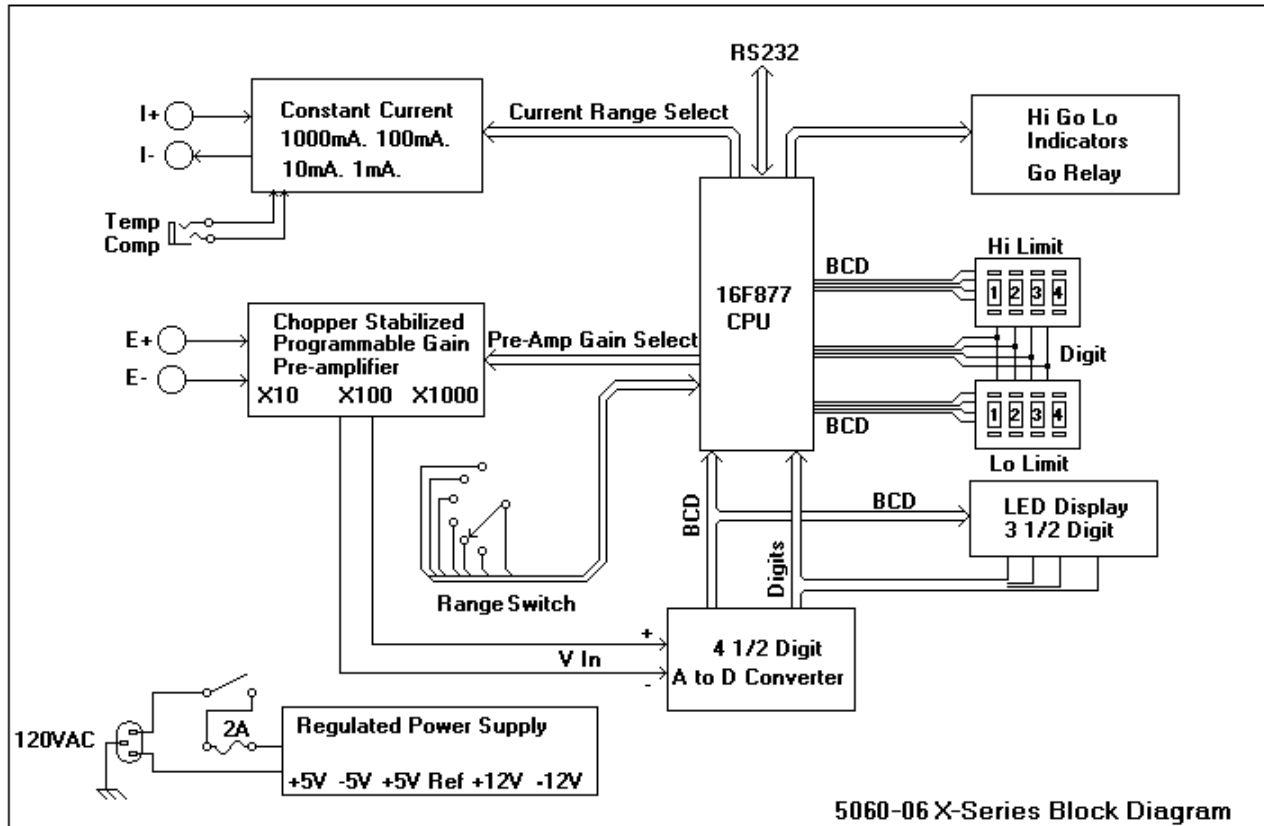 RS232
I+
I-
Constant Current
1000mA. 100mA.
10mA. 1mA.
Current Range Select
Hi Go Lo
Indicators
Go Relay
Temp
Comp
Hi Limit
BCD
1 2 3 4
16F877
CPU
E+
E-
Chopper Stabilized
Programmable Gain
Pre-amplifier
X10 X100 X1000
Pre-Amp Gain Select
Digit
1 2 3 4
BCD
Lo Limit
BCD
BCD
Digits
LED Display
3 1/2 Digit
Range Switch
+
V In
-
4 1/2 Digit
A to D Converter
120VAC
2A
Regulated Power Supply
+5V -5V +5V Ref +12V -12V
5060-06 X-Series Block Diagram